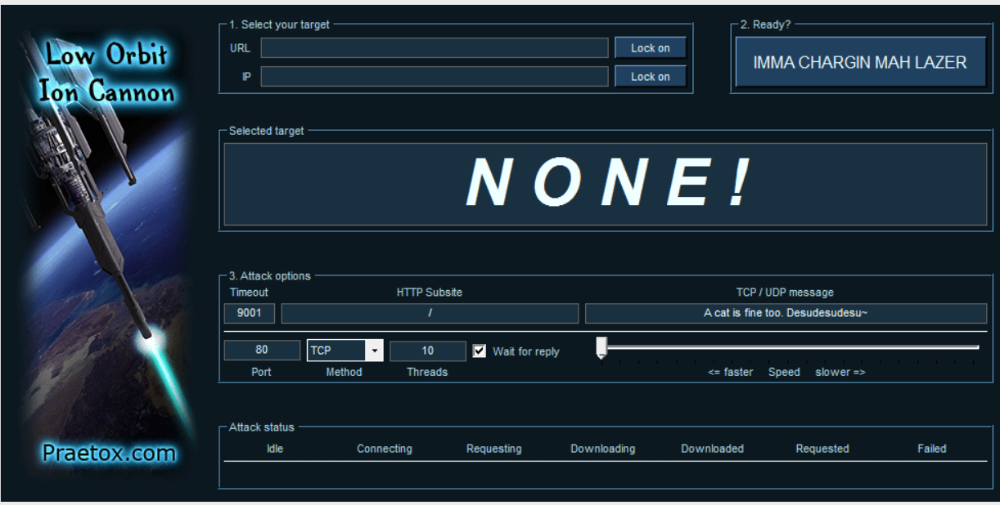 Low Orbit
Ion Cannon
Praetox.com
1. Select your target
URL
Lock on
IP
Lock on
2. Ready?
IMMA CHARGIN MAH LAZER
Selected target
N O N E !
3. Attack options
Timeout HTTP Subsite TCP / UDP message
9001 / A cat is fine too. Desudesudesu~
80 TCP 10 Wait for reply
Port Method Threads <= faster Speed slower =>
Attack status
Idle Connecting Requesting Downloading Downloaded Requested Failed